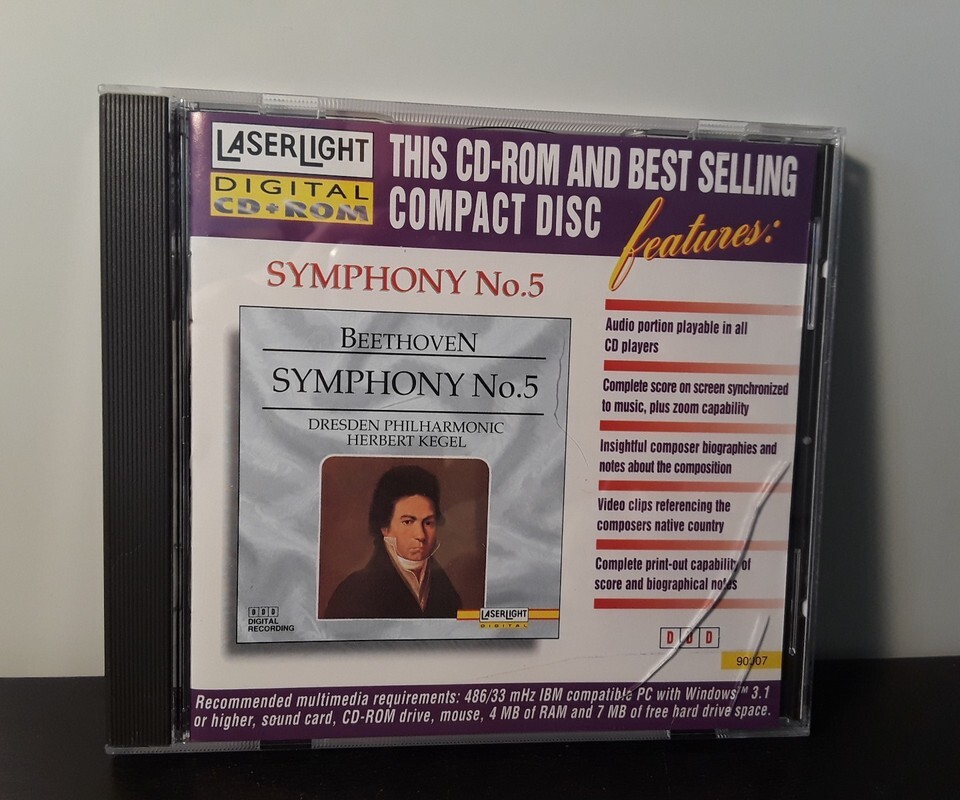 LASERLIGHT
DIGITAL
CD+ROM
THIS CD-ROM AND BEST SELLING
COMPACT DISC
features:
SYMPHONY No.5
BEETHOVEN
SYMPHONY No.5
DRESDEN PHILHARMONIC
HERBERT KEGEL
DDD
DIGITAL
RECORDING
LASERLIGHT
DIGITAL
Audio portion playable in all
CD players
Complete score on screen synchronized
to music, plus zoom capability
Insightful composer biographies and
notes about the composition
Video clips referencing the
composers native country
Complete print-out capability of
score and biographical notes
DDD
Recommended multimedia requirements: 486/33 mHz IBM compatible PC with Windows™ 3.1
or higher, sound card, CD-ROM drive, mouse, 4 MB of RAM and 7 MB of free hard drive space.